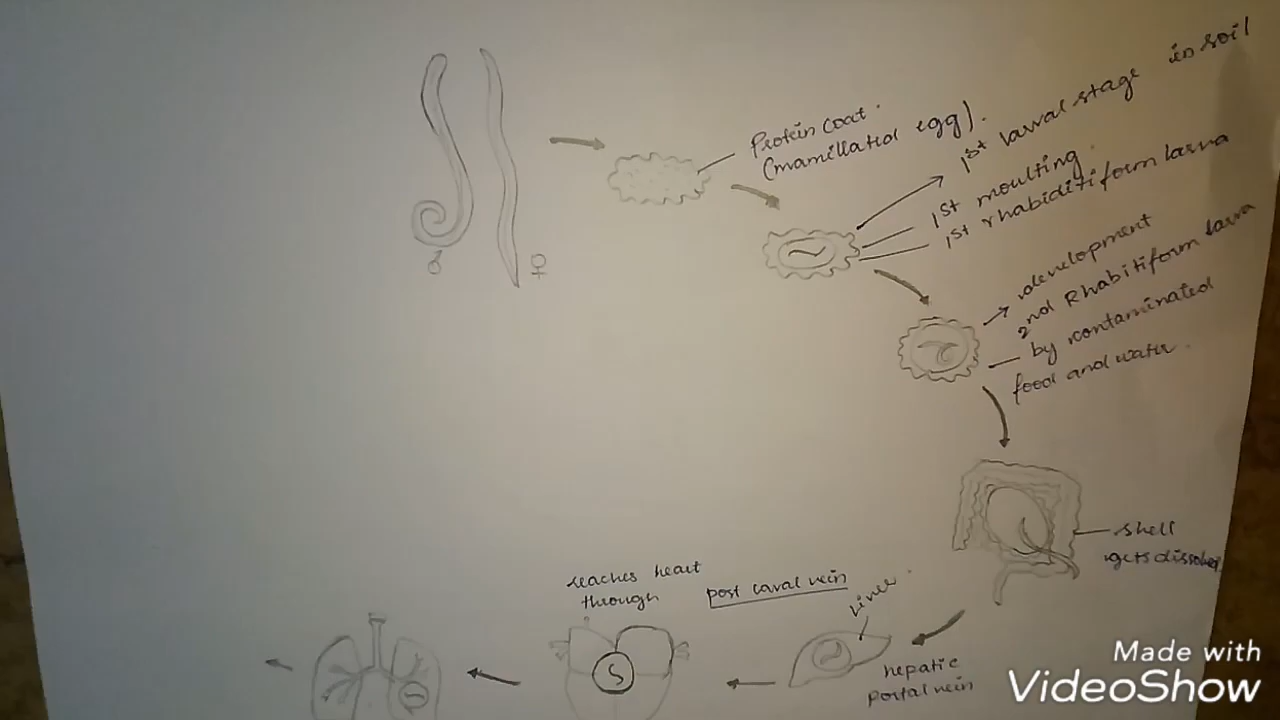 Protein coat.
(mamillated egg).
1st larval stage in soil
1st moulting.
1st rhabiditiform larva
development
2nd Rhabitiform larva
by contaminated
food and water.
shell
gets dissolved
hepatic
portal vein
Liver.
reaches heart
through post caval vein
♂
♀
Made with
VideoShow